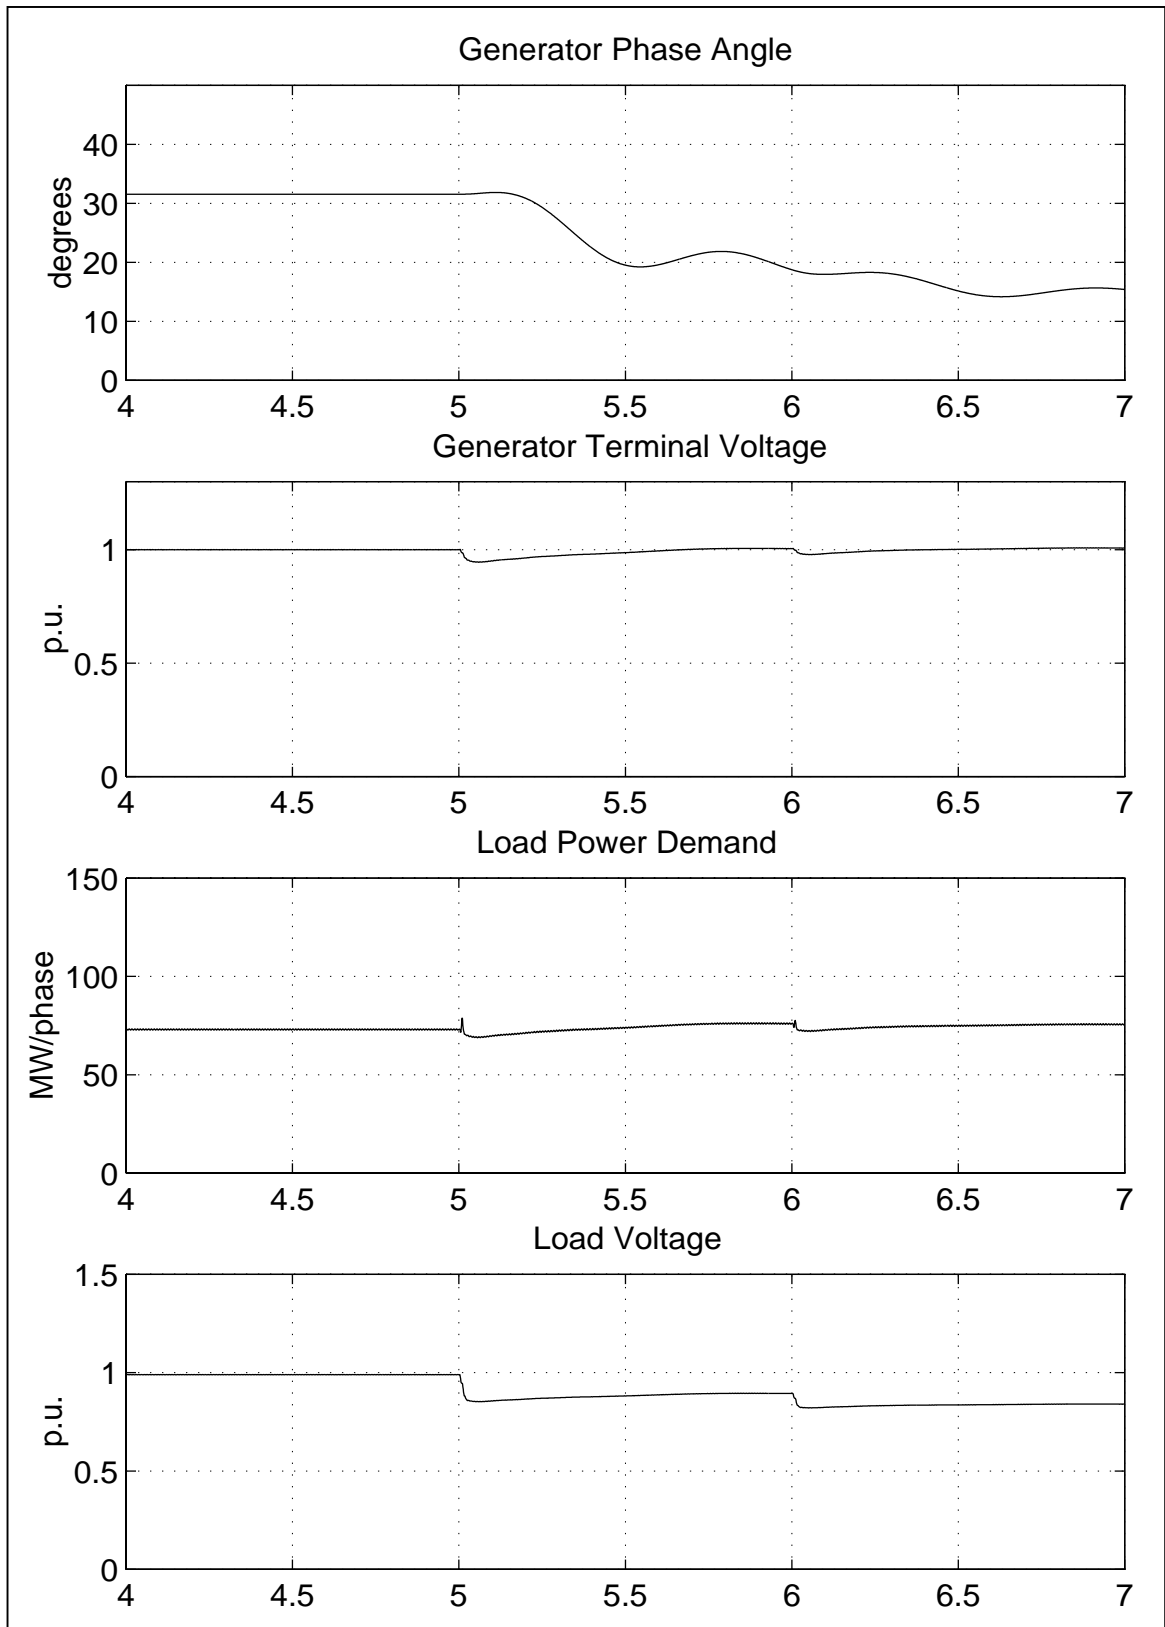 Generator Phase Angle
40
30
20
10
0
degrees
4 4.5 5 5.5 6 6.5 7
Generator Terminal Voltage
1
0.5
0
p.u.
4 4.5 5 5.5 6 6.5 7
Load Power Demand
150
100
50
0
MW/phase
4 4.5 5 5.5 6 6.5 7
Load Voltage
1.5
1
0.5
0
p.u.
4 4.5 5 5.5 6 6.5 7